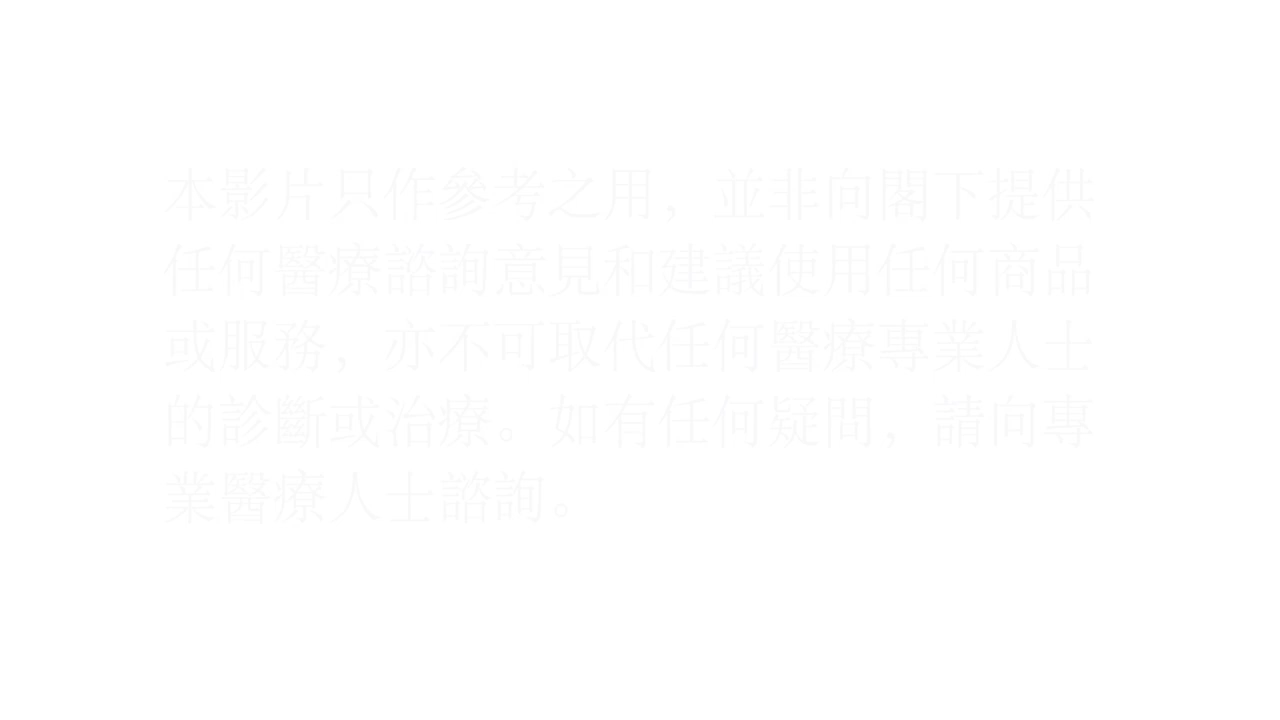 本影片只作參考之用，並非向閣下提供
任何醫療諮詢意見和建議使用任何商品
或服務，亦不可取代任何醫療專業人士
的診斷或治療。如有任何疑問，請向專
業醫療人士諮詢。